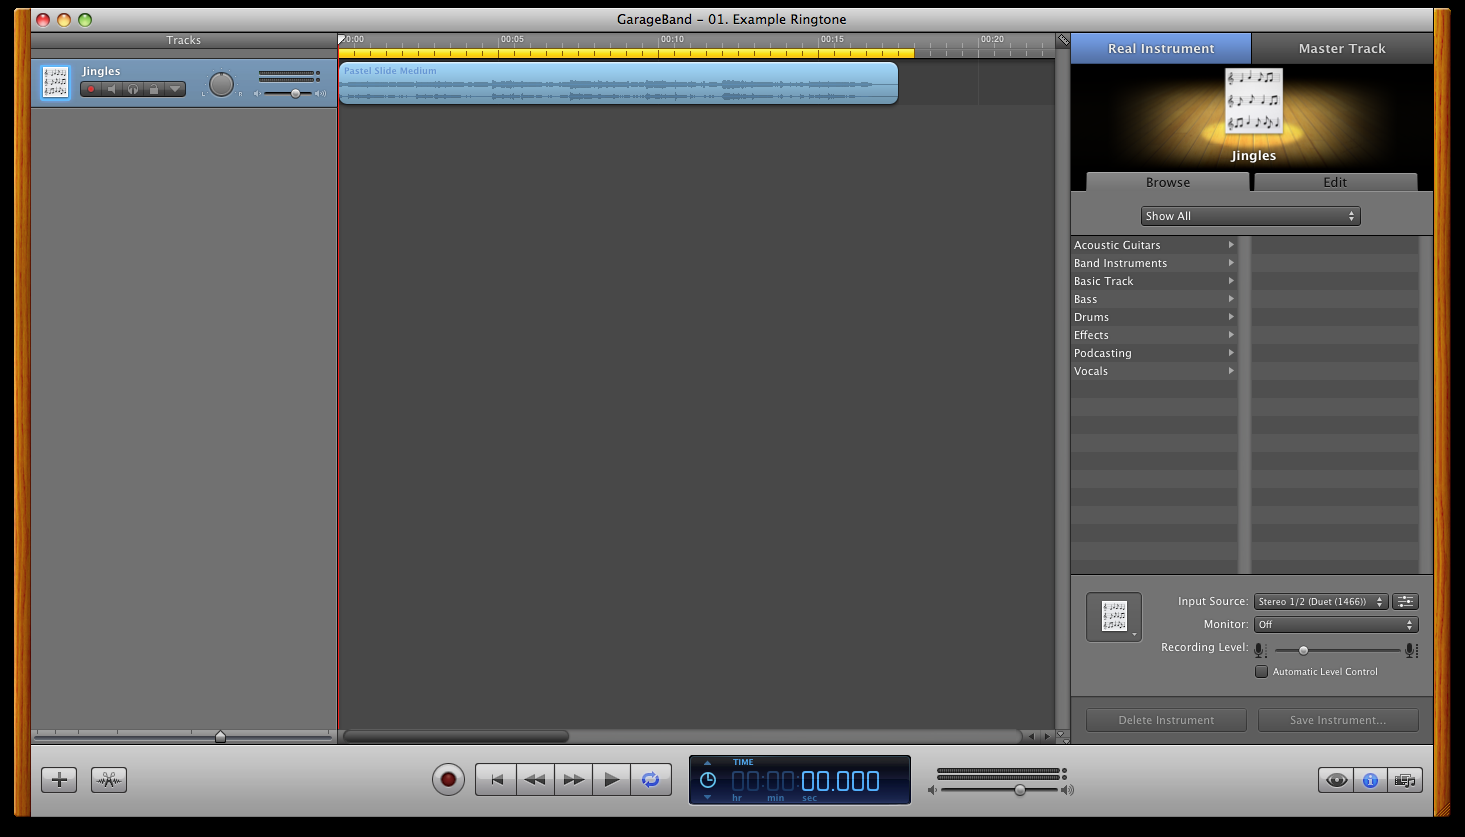 GarageBand – 01. Example Ringtone
Tracks
0:00 00:05 00:10 00:15 00:20
Jingles
L R
Pastel Slide Medium
Real Instrument Master Track
Jingles
Browse Edit
Show All
Acoustic Guitars
Band Instruments
Basic Track
Bass
Drums
Effects
Podcasting
Vocals
Input Source: Stereo 1/2 (Duet (1466))
Monitor: Off
Recording Level:
Automatic Level Control
Delete Instrument Save Instrument...
TIME
00:00:00.000
hr min sec